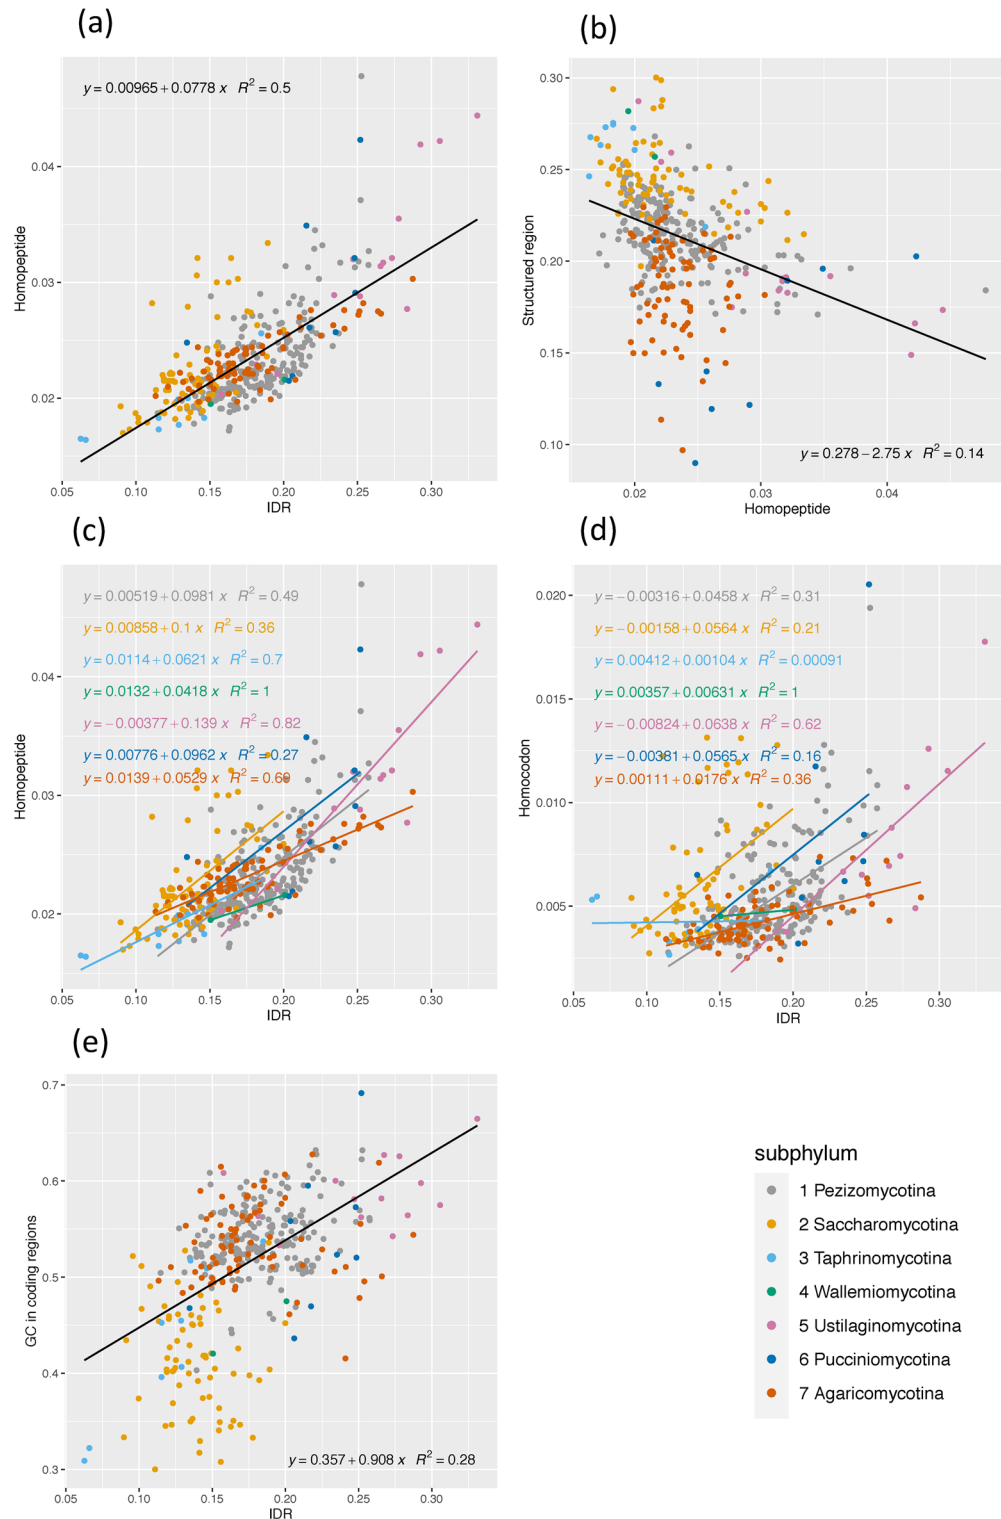 (a)
y = 0.00965 + 0.0778 x R² = 0.5
0.04
0.03
0.02
Homopeptide
0.05 0.10 0.15 0.20 0.25 0.30
IDR
(b)
0.30
0.25
0.20
0.15
0.10
Structured region
y = 0.278 − 2.75 x R² = 0.14
0.02 0.03 0.04
Homopeptide
(c)
y = 0.00519 + 0.0981 x R² = 0.49
y = 0.00858 + 0.1 x R² = 0.36
y = 0.0114 + 0.0621 x R² = 0.7
y = 0.0132 + 0.0418 x R² = 1
y = −0.00377 + 0.139 x R² = 0.82
y = 0.00776 + 0.0962 x R² = 0.27
y = 0.0139 + 0.0529 x R² = 0.69
0.04
0.03
0.02
Homopeptide
0.05 0.10 0.15 0.20 0.25 0.30
IDR
(d)
y = −0.00316 + 0.0458 x R² = 0.31
y = −0.00158 + 0.0564 x R² = 0.21
y = 0.00412 + 0.00104 x R² = 0.00091
y = 0.00357 + 0.00631 x R² = 1
y = −0.00824 + 0.0638 x R² = 0.62
y = −0.00381 + 0.0565 x R² = 0.16
y = 0.00111 + 0.0176 x R² = 0.36
0.020
0.015
0.010
0.005
Homocodon
0.05 0.10 0.15 0.20 0.25 0.30
IDR
(e)
0.7
0.6
0.5
0.4
0.3
GC in coding regions
y = 0.357 + 0.908 x R² = 0.28
0.05 0.10 0.15 0.20 0.25 0.30
IDR
subphylum
1 Pezizomycotina
2 Saccharomycotina
3 Taphrinomycotina
4 Wallemiomycotina
5 Ustilaginomycotina
6 Pucciniomycotina
7 Agaricomycotina